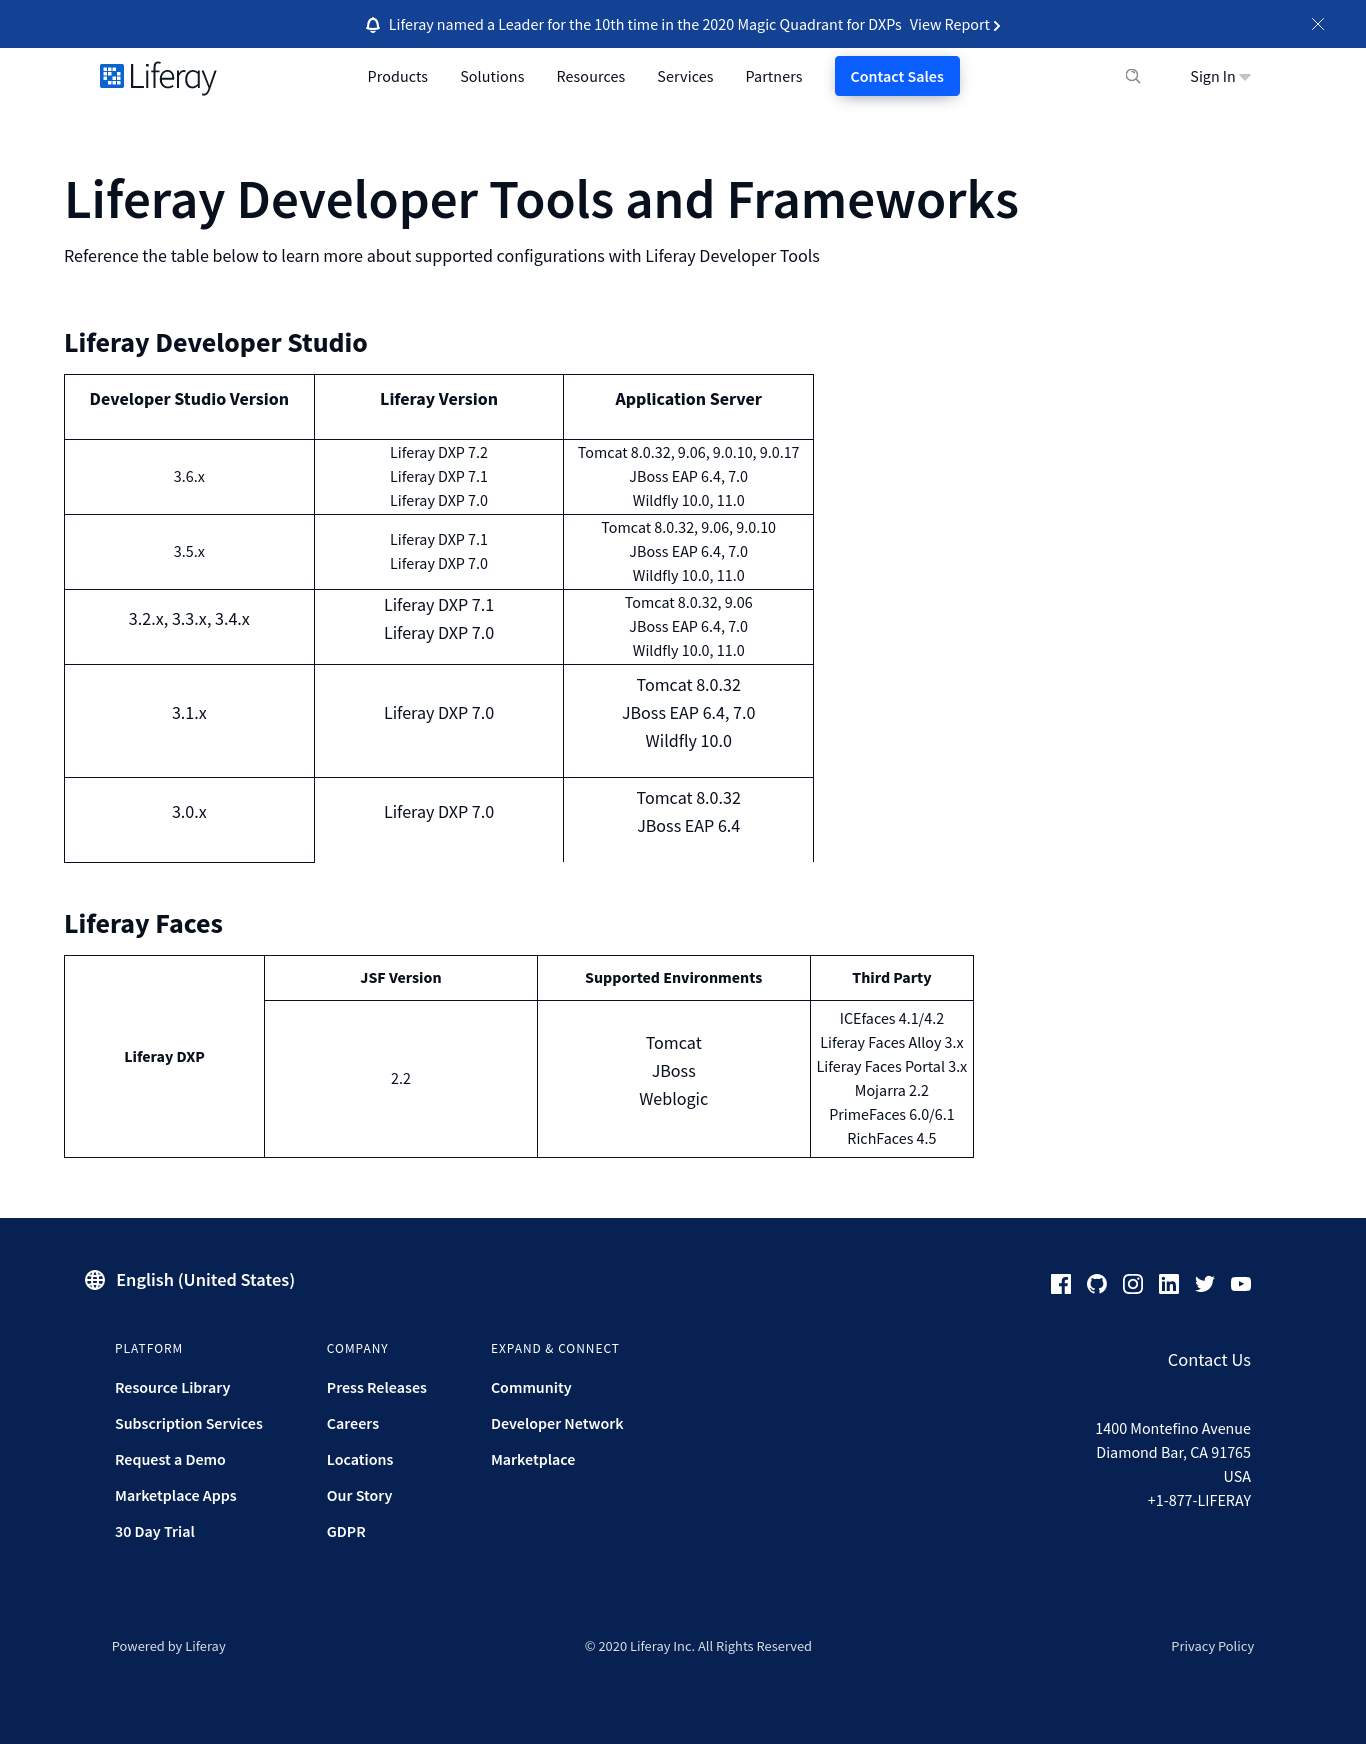 Liferay named a Leader for the 10th time in the 2020 Magic Quadrant for DXPs View Report
Liferay
Products Solutions Resources Services Partners Contact Sales Sign In
Liferay Developer Tools and Frameworks
Reference the table below to learn more about supported configurations with Liferay Developer Tools
Liferay Developer Studio
Developer Studio Version Liferay Version Application Server
3.6.x
Liferay DXP 7.2
Liferay DXP 7.1
Liferay DXP 7.0
Tomcat 8.0.32, 9.06, 9.0.10, 9.0.17
JBoss EAP 6.4, 7.0
Wildfly 10.0, 11.0
3.5.x
Liferay DXP 7.1
Liferay DXP 7.0
Tomcat 8.0.32, 9.06, 9.0.10
JBoss EAP 6.4, 7.0
Wildfly 10.0, 11.0
3.2.x, 3.3.x, 3.4.x
Liferay DXP 7.1
Liferay DXP 7.0
Tomcat 8.0.32, 9.06
JBoss EAP 6.4, 7.0
Wildfly 10.0, 11.0
3.1.x
Liferay DXP 7.0
Tomcat 8.0.32
JBoss EAP 6.4, 7.0
Wildfly 10.0
3.0.x
Liferay DXP 7.0
Tomcat 8.0.32
JBoss EAP 6.4
Liferay Faces
Liferay DXP
JSF Version Supported Environments Third Party
2.2
Tomcat
JBoss
Weblogic
ICEfaces 4.1/4.2
Liferay Faces Alloy 3.x
Liferay Faces Portal 3.x
Mojarra 2.2
PrimeFaces 6.0/6.1
RichFaces 4.5
English (United States)
PLATFORM
Resource Library
Subscription Services
Request a Demo
Marketplace Apps
30 Day Trial
COMPANY
Press Releases
Careers
Locations
Our Story
GDPR
EXPAND & CONNECT
Community
Developer Network
Marketplace
Contact Us
1400 Montefino Avenue
Diamond Bar, CA 91765
USA
+1-877-LIFERAY
Powered by Liferay © 2020 Liferay Inc. All Rights Reserved Privacy Policy